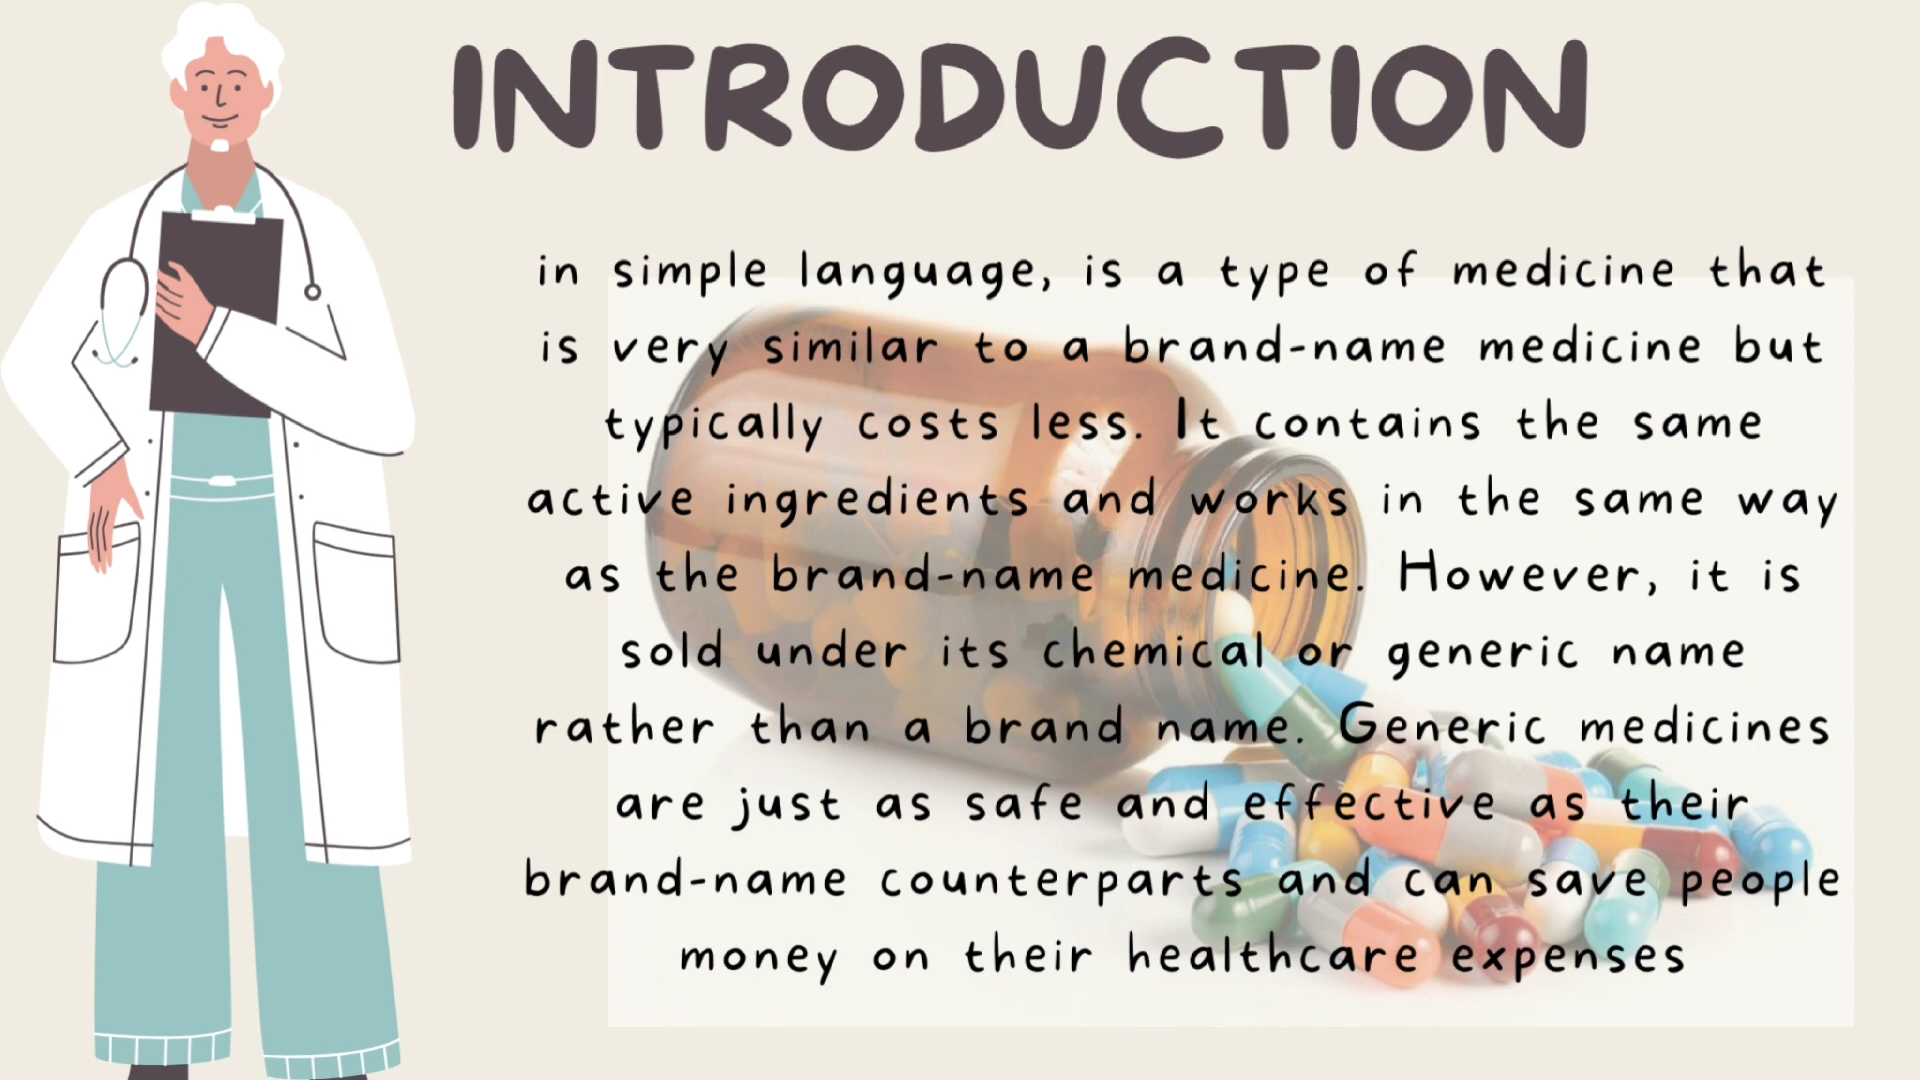 INTRODUCTION
in simple language, is a type of medicine that
is very similar to a brand-name medicine but
typically costs less. It contains the same
active ingredients and works in the same way
as the brand-name medicine. However, it is
sold under its chemical or generic name
rather than a brand name. Generic medicines
are just as safe and effective as their
brand-name counterparts and can save people
money on their healthcare expenses